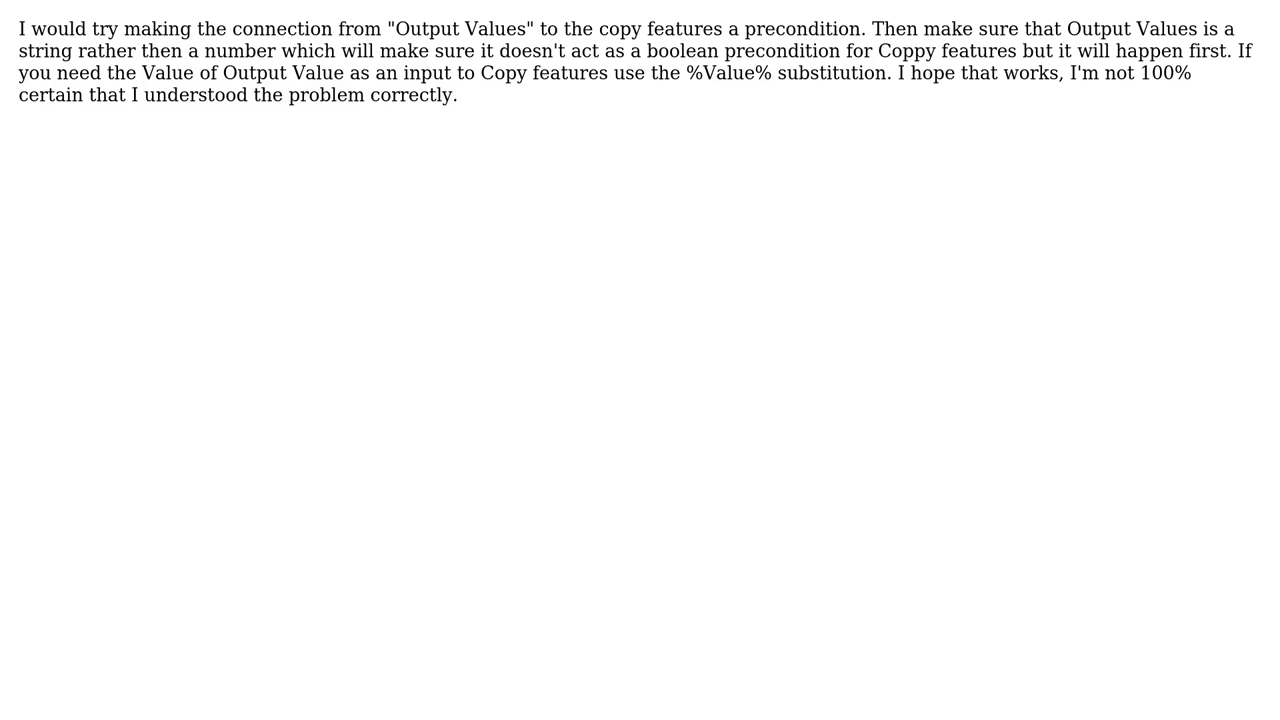 I would try making the connection from "Output Values" to the copy features a precondition. Then make sure that Output Values is a
string rather then a number which will make sure it doesn't act as a boolean precondition for Coppy features but it will happen first. If
you need the Value of Output Value as an input to Copy features use the %Value% substitution. I hope that works, I'm not 100%
certain that I understood the problem correctly.